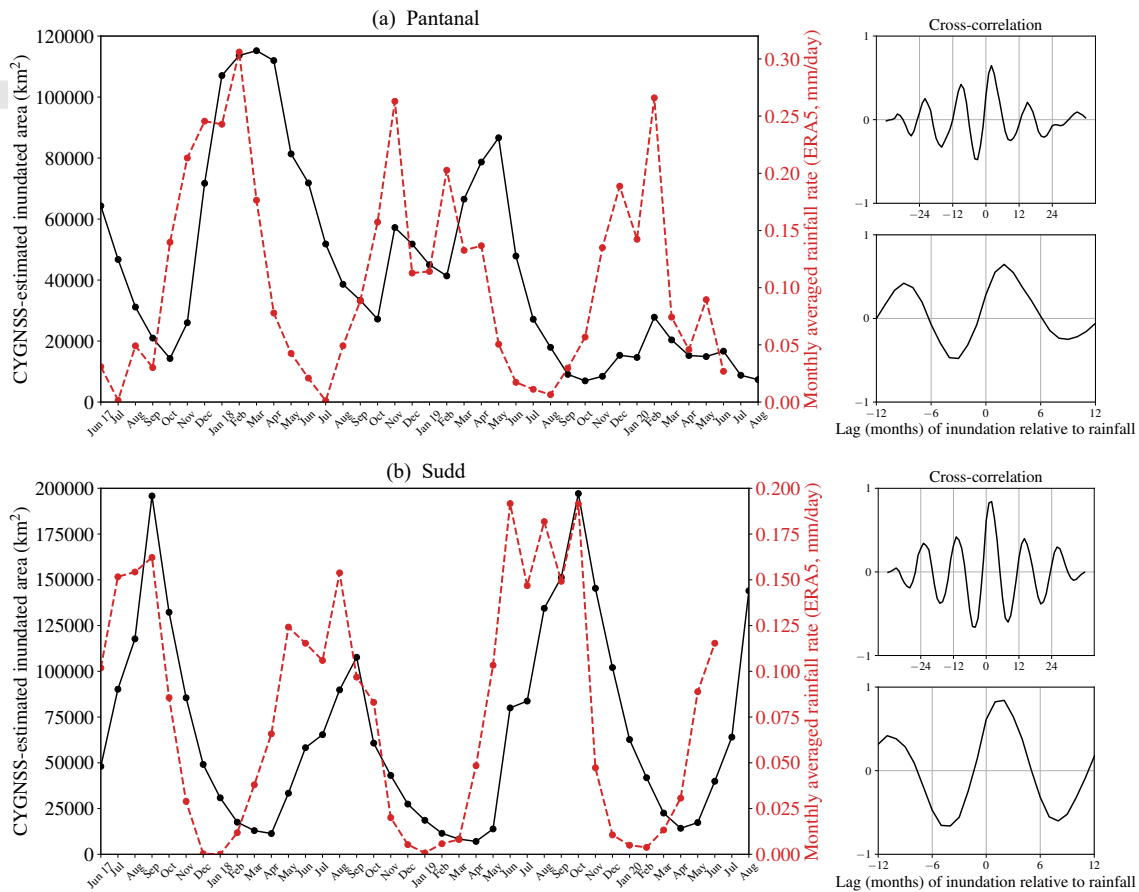 (a) Pantanal
CYGNSS-estimated inundated area (km²)
120000
100000
80000
60000
40000
20000
0
0.30
0.25
0.20
0.15
0.10
0.05
0.00
Monthly averaged rainfall rate (ERA5, mm/day)
Jun 17 Jul Aug Sep Oct Nov Dec Jan 18 Feb Mar Apr May Jun Jul Aug Sep Oct Nov Dec Jan 19 Feb Mar Apr May Jun Jul Aug Sep Oct Nov Dec Jan 20 Feb Mar Apr May Jun Jul Aug
Cross-correlation
1
0
−1
−24 −12 0 12 24
1
0
−1
−12 −6 0 6 12
Lag (months) of inundation relative to rainfall
(b) Sudd
CYGNSS-estimated inundated area (km²)
200000
175000
150000
125000
100000
75000
50000
25000
0
0.200
0.175
0.150
0.125
0.100
0.075
0.050
0.025
0.000
Monthly averaged rainfall rate (ERA5, mm/day)
Jun 17 Jul Aug Sep Oct Nov Dec Jan 18 Feb Mar Apr May Jun Jul Aug Sep Oct Nov Dec Jan 19 Feb Mar Apr May Jun Jul Aug Sep Oct Nov Dec Jan 20 Feb Mar Apr May Jun Jul Aug
Cross-correlation
1
0
−1
−24 −12 0 12 24
1
0
−1
−12 −6 0 6 12
Lag (months) of inundation relative to rainfall